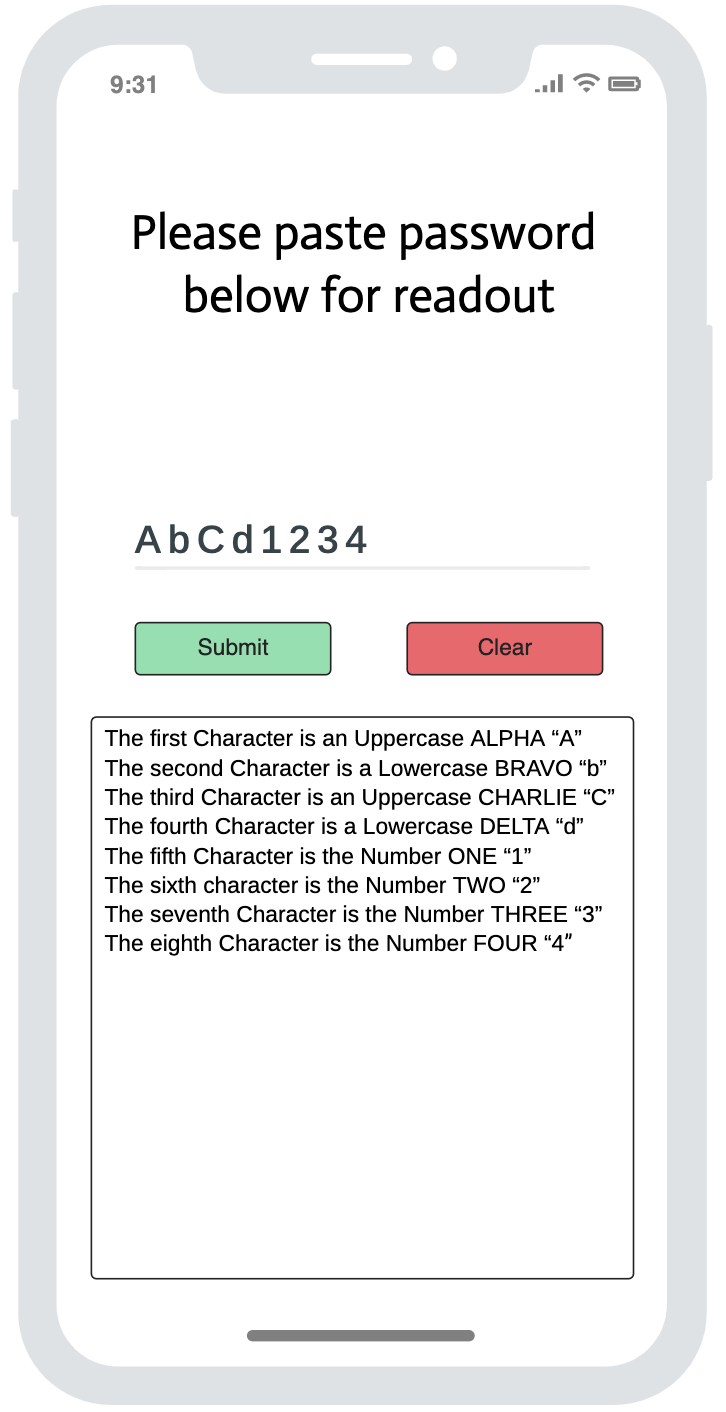 9:31
Please paste password
below for readout
AbCd1234
Submit
Clear
The first Character is an Uppercase ALPHA “A”
The second Character is a Lowercase BRAVO “b”
The third Character is an Uppercase CHARLIE “C”
The fourth Character is a Lowercase DELTA “d”
The fifth Character is the Number ONE “1”
The sixth character is the Number TWO “2”
The seventh Character is the Number THREE “3”
The eighth Character is the Number FOUR “4″